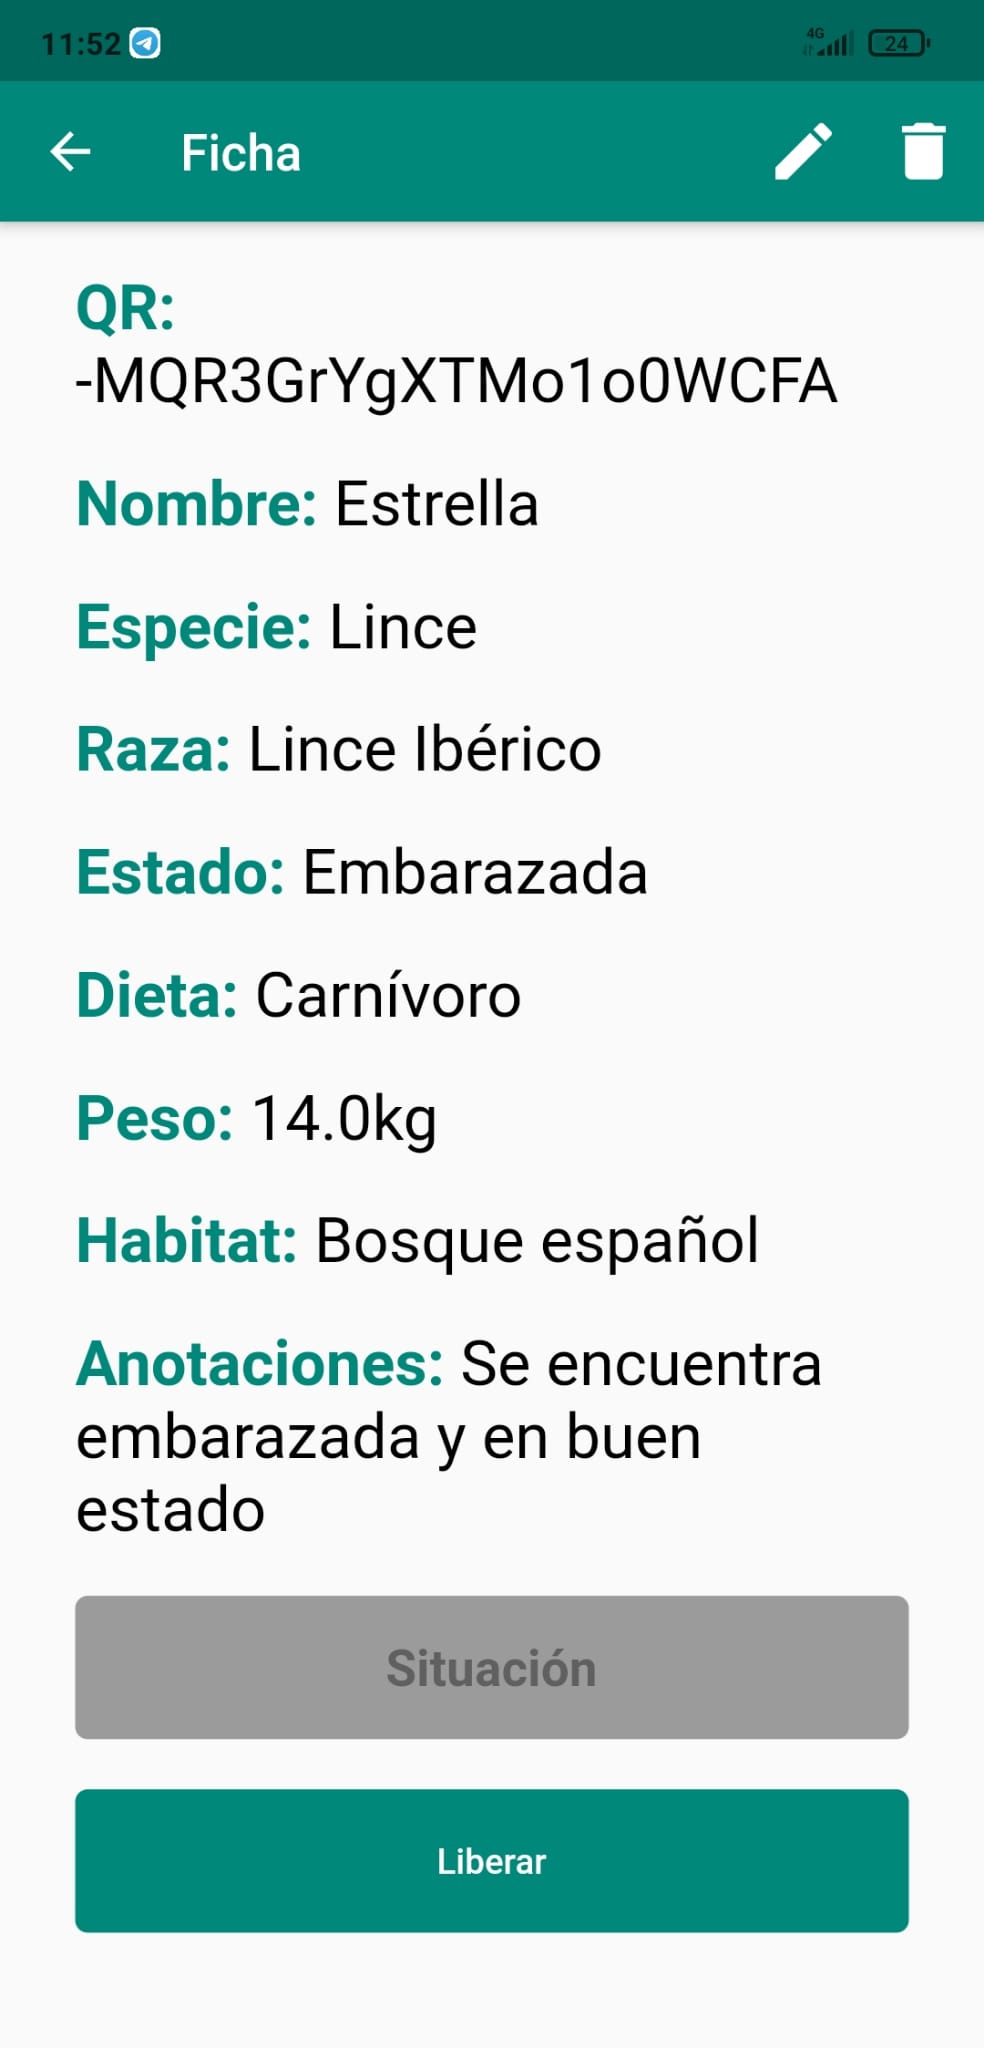 11:52
4G
24
Ficha
QR:
-MQR3GrYgXTMo1o0WCFA
Nombre: Estrella
Especie: Lince
Raza: Lince Ibérico
Estado: Embarazada
Dieta: Carnívoro
Peso: 14.0kg
Habitat: Bosque español
Anotaciones: Se encuentra
embarazada y en buen
estado
Situación
Liberar